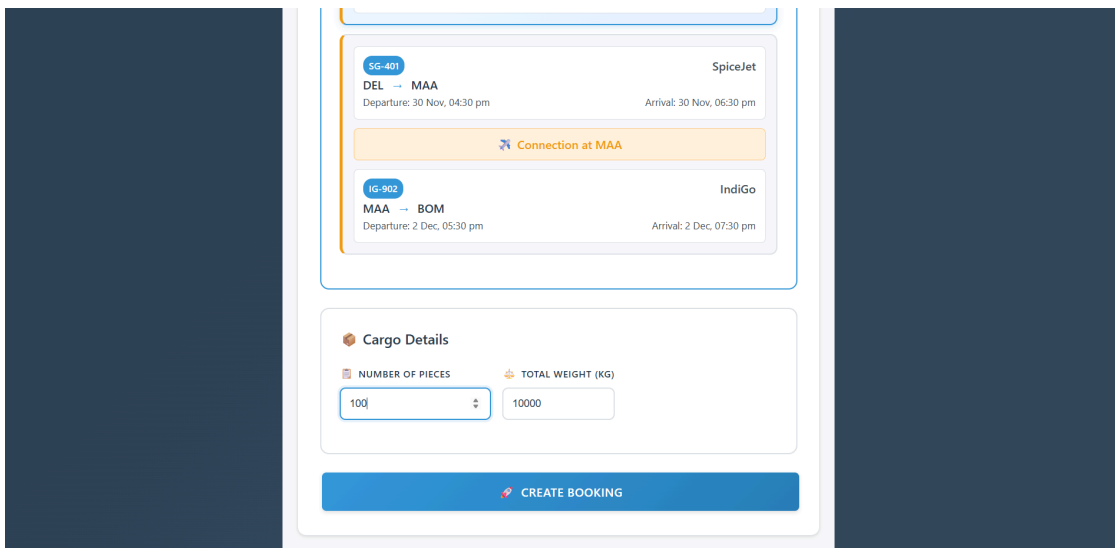 SG-401
SpiceJet
DEL → MAA
Departure: 30 Nov, 04:30 pm
Arrival: 30 Nov, 06:30 pm
Connection at MAA
IG-902
IndiGo
MAA → BOM
Departure: 2 Dec, 05:30 pm
Arrival: 2 Dec, 07:30 pm
Cargo Details
NUMBER OF PIECES
TOTAL WEIGHT (KG)
100
10000
CREATE BOOKING